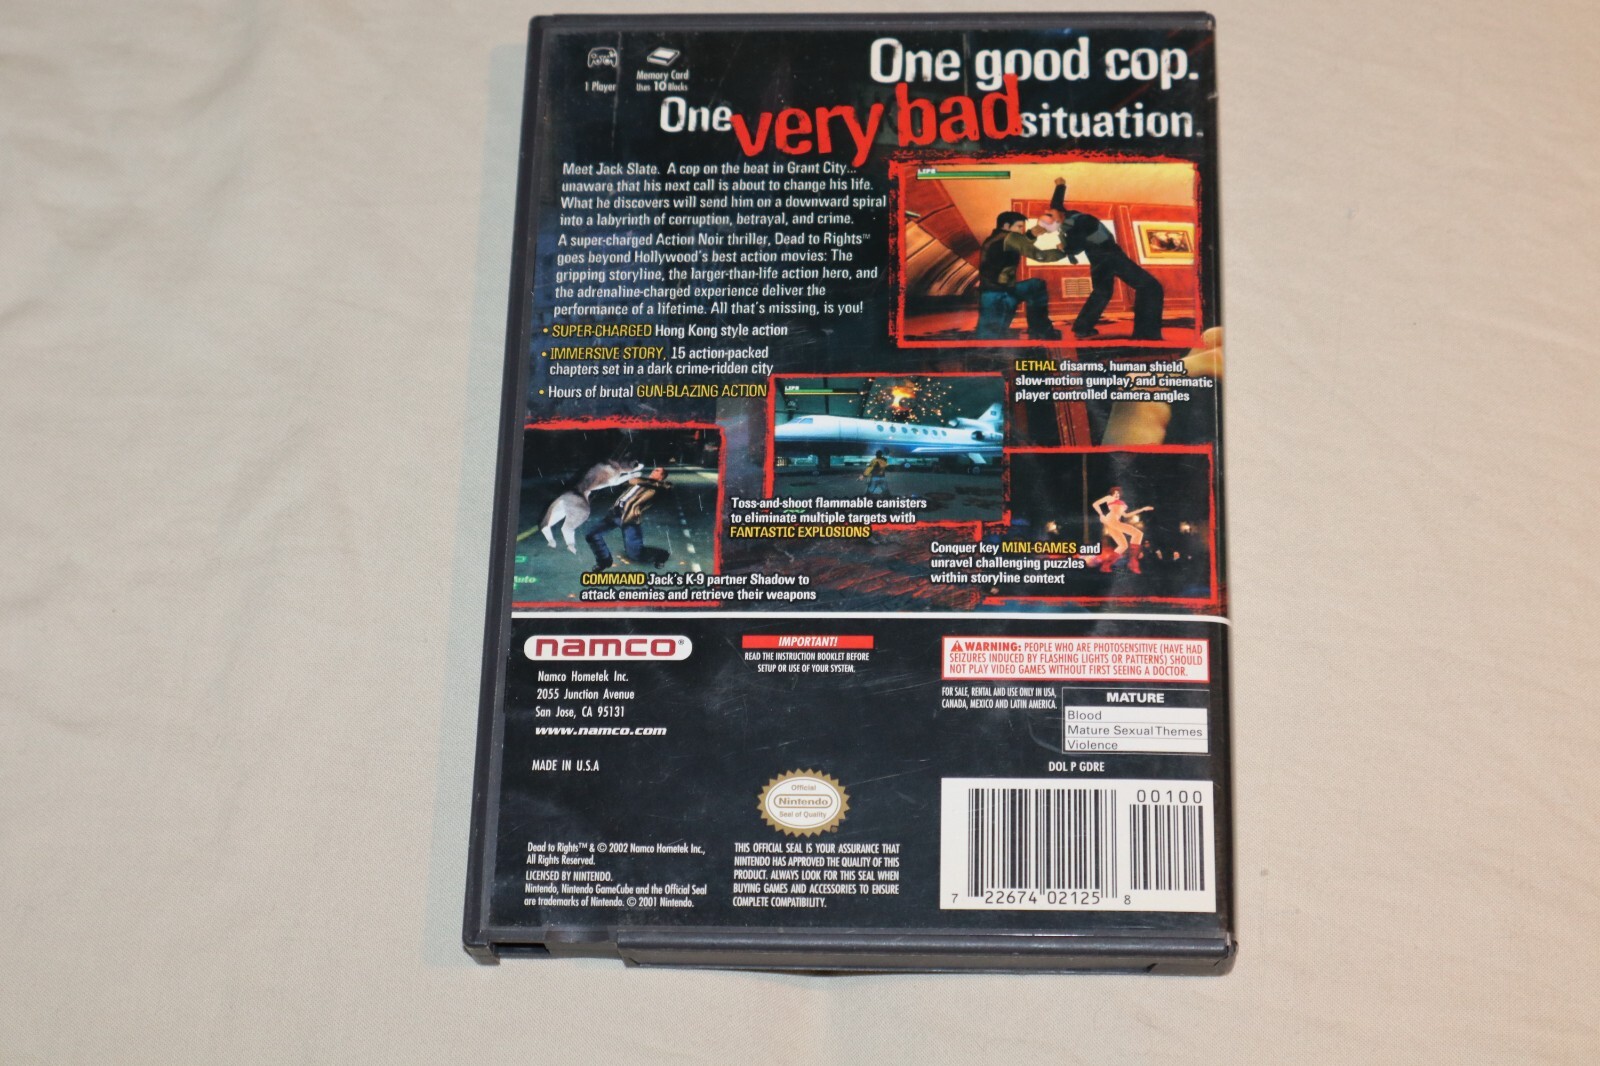 1 Player
Memory Card
Uses 10 Blocks
One good cop.
One very bad situation.
Meet Jack Slate. A cop on the beat in Grant City...
unaware that his next call is about to change his life.
What he discovers will send him on a downward spiral
into a labyrinth of corruption, betrayal, and crime.
A super-charged Action Noir thriller, Dead to Rights™
goes beyond Hollywood's best action movies: The
gripping storyline, the larger-than-life action hero, and
the adrenaline-charged experience deliver the
performance of a lifetime. All that's missing, is you!
• SUPER-CHARGED Hong Kong style action
• IMMERSIVE STORY, 15 action-packed
chapters set in a dark crime-ridden city
• Hours of brutal GUN-BLAZING ACTION
LIFE
LETHAL disarms, human shield,
slow-motion gunplay, and cinematic
player controlled camera angles
LIFE
Toss-and-shoot flammable canisters
to eliminate multiple targets with
FANTASTIC EXPLOSIONS
Conquer key MINI-GAMES and
unravel challenging puzzles
within storyline context
COMMAND Jack's K-9 partner Shadow to
attack enemies and retrieve their weapons
namco®
Namco Hometek Inc.
2055 Junction Avenue
San Jose, CA 95131
www.namco.com
MADE IN U.S.A
IMPORTANT!
READ THE INSTRUCTION BOOKLET BEFORE
SETUP OR USE OF YOUR SYSTEM.
WARNING: PEOPLE WHO ARE PHOTOSENSITIVE (HAVE HAD
SEIZURES INDUCED BY FLASHING LIGHTS OR PATTERNS) SHOULD
NOT PLAY VIDEO GAMES WITHOUT FIRST SEEING A DOCTOR.
FOR SALE, RENTAL AND USE ONLY IN USA,
CANADA, MEXICO AND LATIN AMERICA.
MATURE
Blood
Mature Sexual Themes
Violence
DOL P GDRE
Official
Nintendo
Seal of Quality
Dead to Rights™ & © 2002 Namco Hometek Inc.,
All Rights Reserved.
LICENSED BY NINTENDO.
Nintendo, Nintendo GameCube and the Official Seal
are trademarks of Nintendo. © 2001 Nintendo.
THIS OFFICIAL SEAL IS YOUR ASSURANCE THAT
NINTENDO HAS APPROVED THE QUALITY OF THIS
PRODUCT. ALWAYS LOOK FOR THIS SEAL WHEN
BUYING GAMES AND ACCESSORIES TO ENSURE
COMPLETE COMPATIBILITY.
00100
7 22674 02125 8